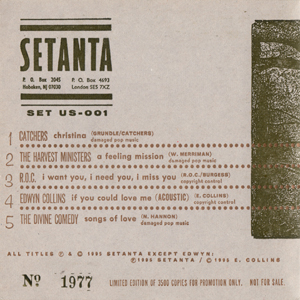 SETANTA
P. O. Box 3045 P. O. Box 4693
Hoboken, NJ 07030 London SE5 7XZ
SET US-001
1 CATCHERS christina (GRUNDLE/CATCHERS)
damaged pop music
2 THE HARVEST MINISTERS a feeling mission (W. MERRIMAN)
damaged pop music
3 R.O.C. i want you, i need you, i miss you (R.O.C./BURGESS)
copyright control
4 EDWYN COLLINS if you could love me (ACOUSTIC) (E. COLLINS)
copyright control
5 THE DIVINE COMEDY songs of love (N. HANNON)
damaged pop music
ALL TITLES ℗ & © 1995 SETANTA EXCEPT EDWYN:
©1995 SETANTA / ©1995 E. COLLINS
No 1977 LIMITED EDITION OF 3500 COPIES FOR PROMOTION ONLY. NOT FOR SALE.